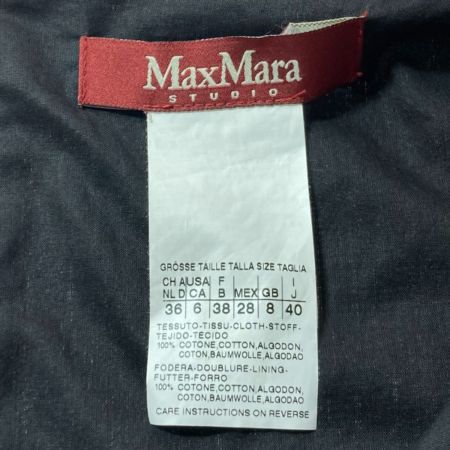 MaxMara
STUDIO
GRÖSSE TAILLE TALLA SIZE TAGLIA
CH AUSA F I
NL D CA B MEX GB J
36 6 38 28 8 40
TESSUTO-TISSU-CLOTH-STOFF-
TEJIDO-TECIDO
100% COTONE,COTTON,ALGODON,
COTON,BAUMWOLLE,ALGODAO
FODERA-DOUBLURE-LINING-
FUTTER-FORRO
100% COTONE,COTTON,ALGODON,
COTON,BAUMWOLLE,ALGODAO
CARE INSTRUCTIONS ON REVERSE